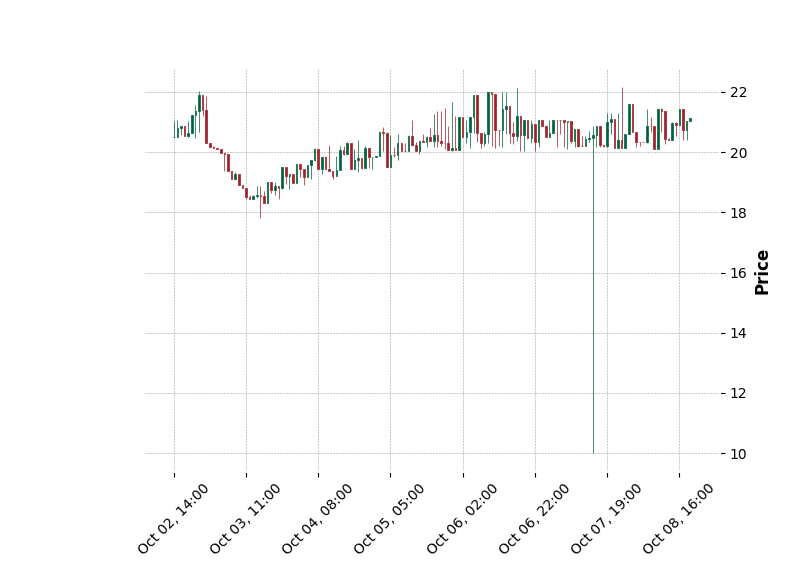 22
20
18
16
14
12
10
Price
Oct 02, 14:00
Oct 03, 11:00
Oct 04, 08:00
Oct 05, 05:00
Oct 06, 02:00
Oct 06, 22:00
Oct 07, 19:00
Oct 08, 16:00